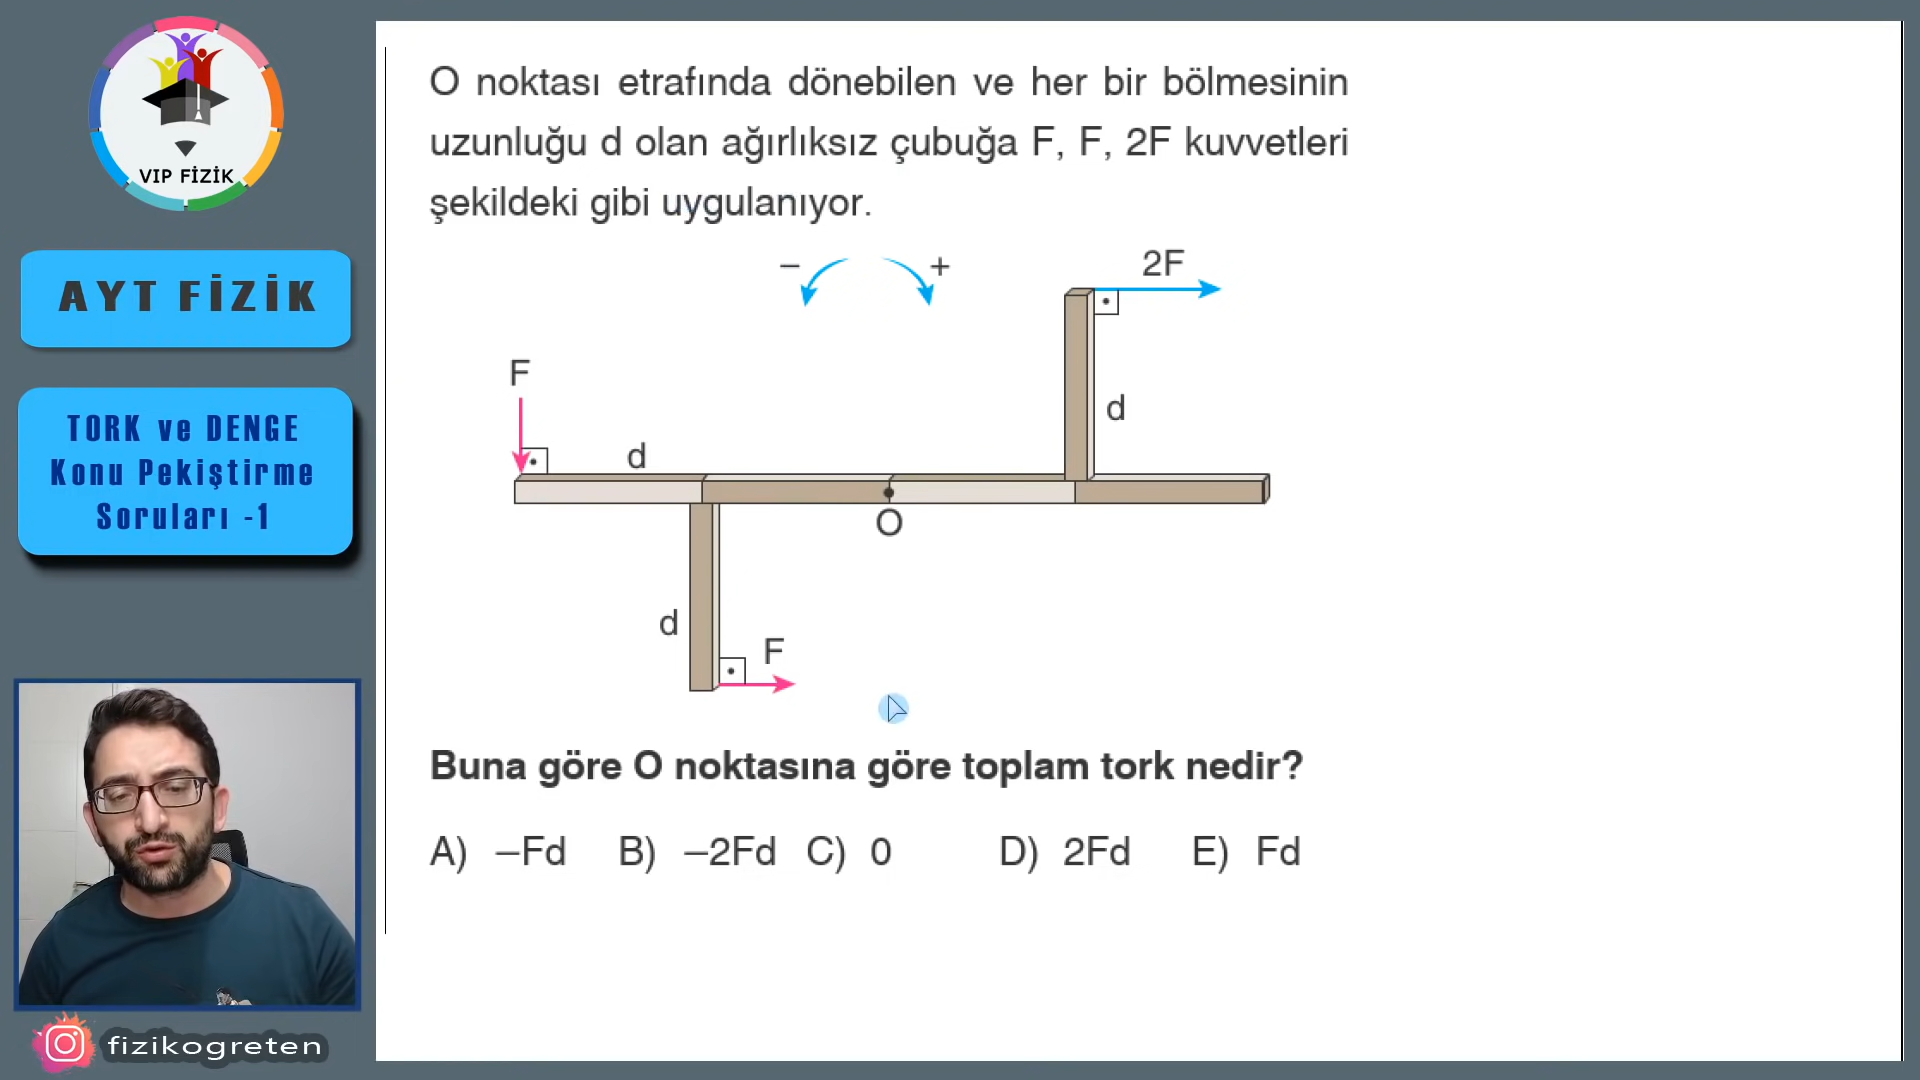 VIP FİZİK
AYT FİZİK
TORK ve DENGE
Konu Pekiştirme
Soruları -1
fizikogreten
O noktası etrafında dönebilen ve her bir bölmesinin
uzunluğu d olan ağırlıksız çubuğa F, F, 2F kuvvetleri
şekildeki gibi uygulanıyor.
– +
2F
F
d
d
O
d
F
Buna göre O noktasına göre toplam tork nedir?
A) –Fd B) –2Fd C) 0 D) 2Fd E) Fd